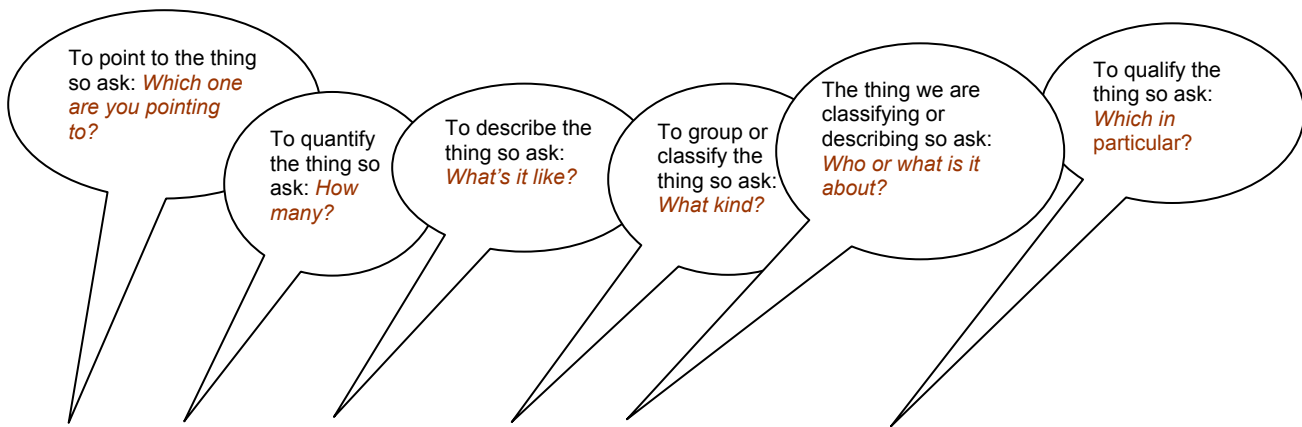 To point to the thing
so ask: Which one
are you pointing
to?
To quantify
the thing so
ask: How
many?
To describe the
thing so ask:
What's it like?
To group or
classify the
thing so ask:
What kind?
The thing we are
classifying or
describing so ask:
Who or what is it
about?
To qualify the
thing so ask:
Which in
particular?